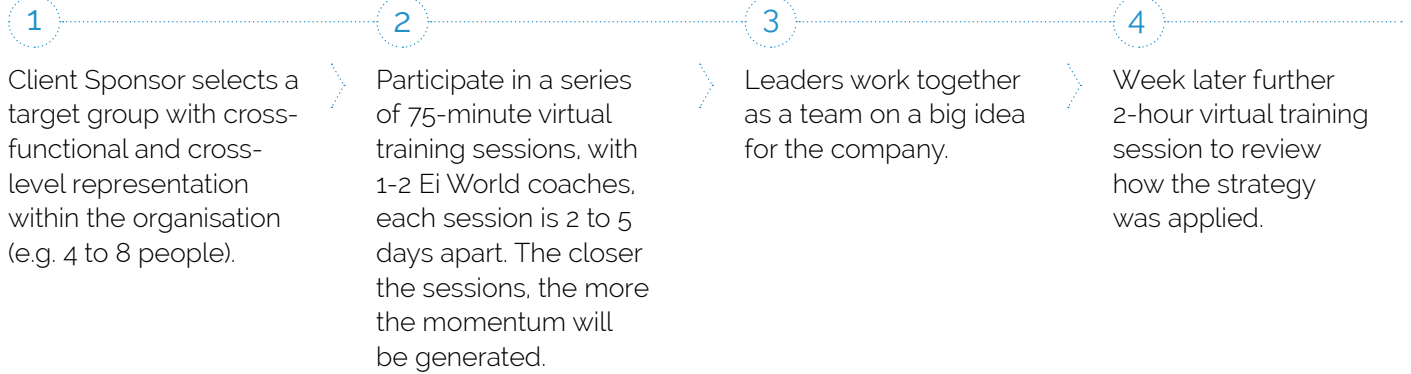 1
Client Sponsor selects a
target group with cross-
functional and cross-
level representation
within the organisation
(e.g. 4 to 8 people).
2
Participate in a series
of 75-minute virtual
training sessions, with
1-2 Ei World coaches,
each session is 2 to 5
days apart. The closer
the sessions, the more
the momentum will
be generated.
3
Leaders work together
as a team on a big idea
for the company.
4
Week later further
2-hour virtual training
session to review
how the strategy
was applied.